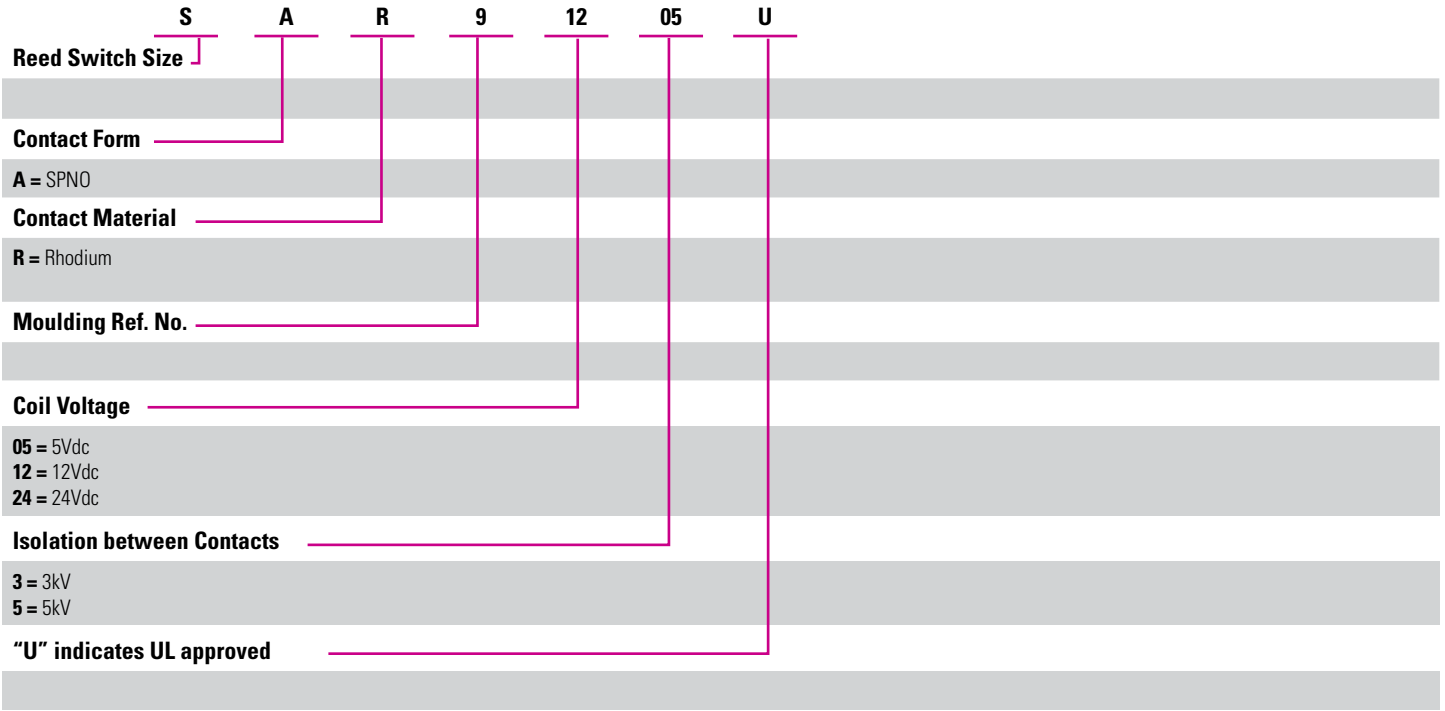 S A R 9 12 05 U
Reed Switch Size
Contact Form
A = SPNO
Contact Material
R = Rhodium
Moulding Ref. No.
Coil Voltage
05 = 5Vdc
12 = 12Vdc
24 = 24Vdc
Isolation between Contacts
3 = 3kV
5 = 5kV
“U” indicates UL approved